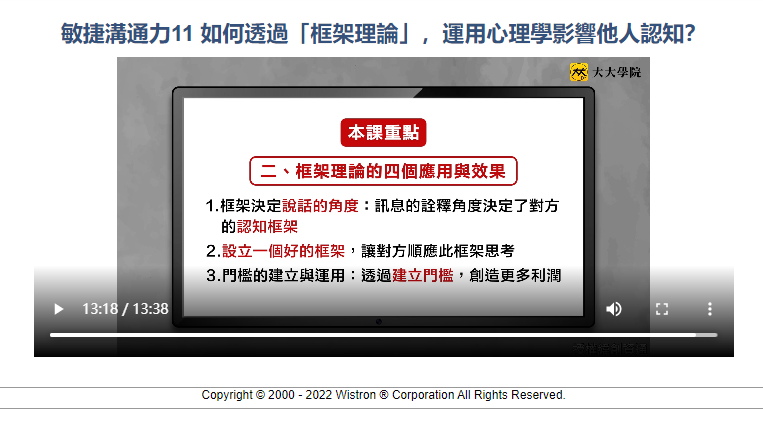 敏捷溝通力11 如何透過「框架理論」，運用心理學影響他人認知?
大大學院
本課重點
二、框架理論的四個應用與效果
1.框架決定說話的角度：訊息的詮釋角度決定了對方
的認知框架
2.設立一個好的框架，讓對方順應此框架思考
3.門檻的建立與運用：透過建立門檻，創造更多利潤
13:18 / 13:38
Copyright © 2000 - 2022 Wistron ® Corporation All Rights Reserved.